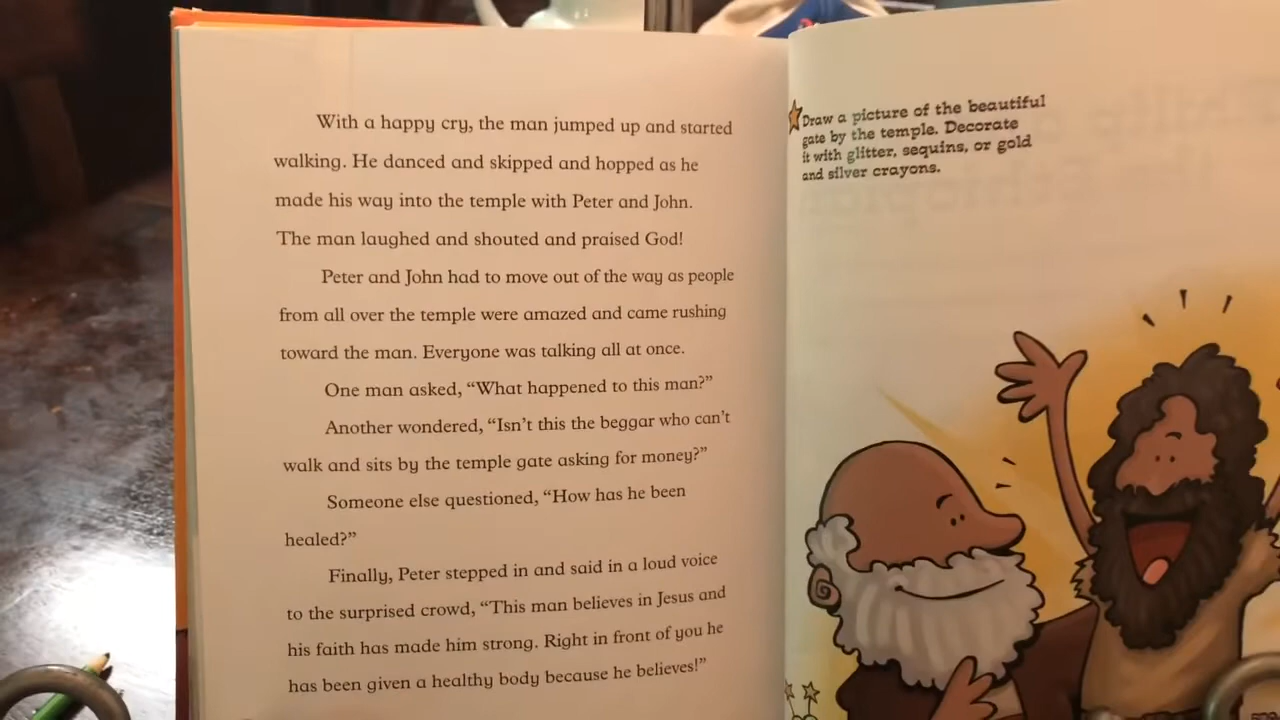 With a happy cry, the man jumped up and started
walking. He danced and skipped and hopped as he
made his way into the temple with Peter and John.
The man laughed and shouted and praised God!
Peter and John had to move out of the way as people
from all over the temple were amazed and came rushing
toward the man. Everyone was talking all at once.
One man asked, “What happened to this man?”
Another wondered, “Isn’t this the beggar who can’t
walk and sits by the temple gate asking for money?”
Someone else questioned, “How has he been
healed?”
Finally, Peter stepped in and said in a loud voice
to the surprised crowd, “This man believes in Jesus and
his faith has made him strong. Right in front of you he
has been given a healthy body because he believes!”
Draw a picture of the beautiful
gate by the temple. Decorate
it with glitter, sequins, or gold
and silver crayons.